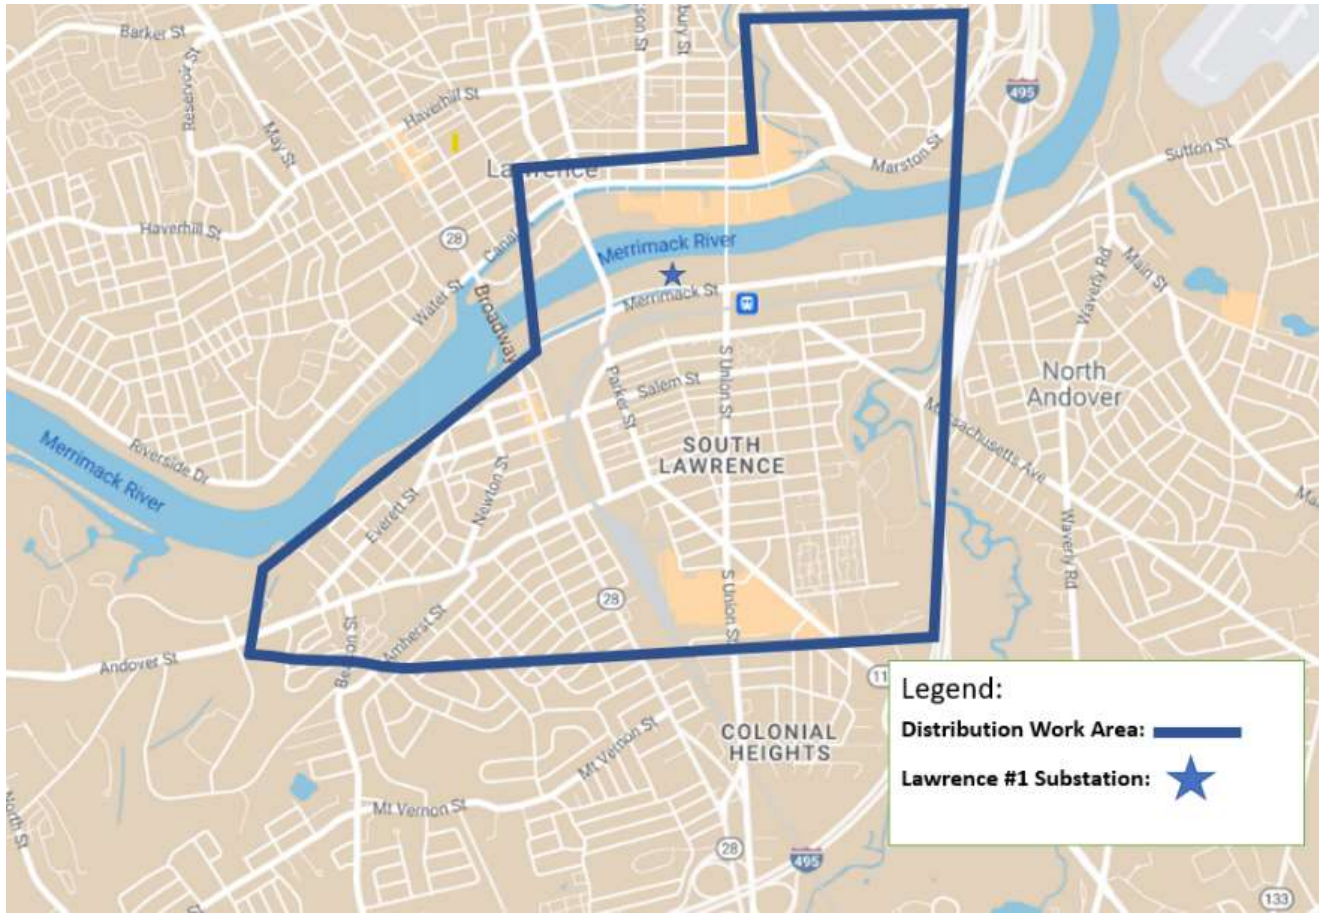 Barker St
Reservoir St
May St
Haverhill St
Lawrence
495
Marston St
Sutton St
Haverhill St
28
Canal
Merrimack River
Water St
Broadway
Merrimack St
Waverly Rd
Main St
Parker St
Salem St
S Union St
North
Andover
Massachusetts Ave
Merrimack River
Riverside Dr
SOUTH
LAWRENCE
Everett St
Newton St
Waverly Rd
28
S Union St
Amherst St
Andover St
COLONIAL
HEIGHTS
Mt Vernon St
Mt Vernon St
North St
28
495
133
Legend:
Distribution Work Area:
Lawrence #1 Substation: